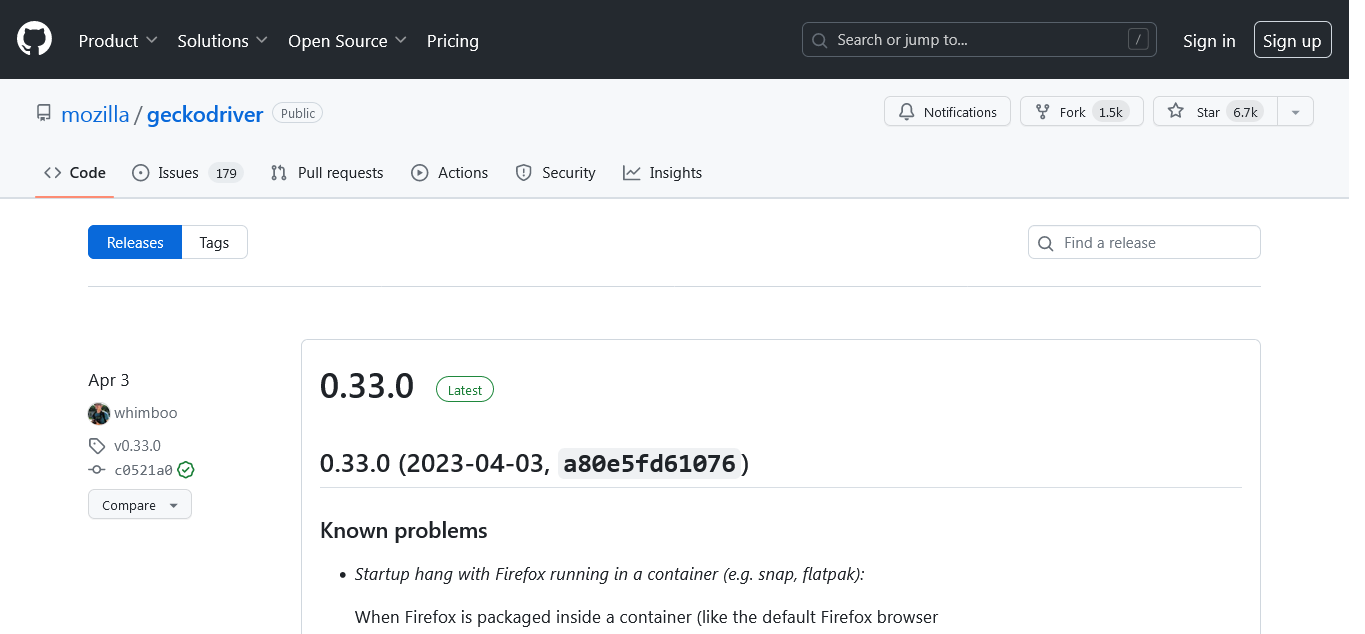 Product Solutions Open Source Pricing Search or jump to... / Sign in Sign up
mozilla / geckodriver Public Notifications Fork 1.5k Star 6.7k
Code Issues 179 Pull requests Actions Security Insights
Releases Tags Find a release
Apr 3
whimboo
v0.33.0
c0521a0
Compare
0.33.0 Latest
0.33.0 (2023-04-03, a80e5fd61076)
Known problems
• Startup hang with Firefox running in a container (e.g. snap, flatpak):
When Firefox is packaged inside a container (like the default Firefox browser